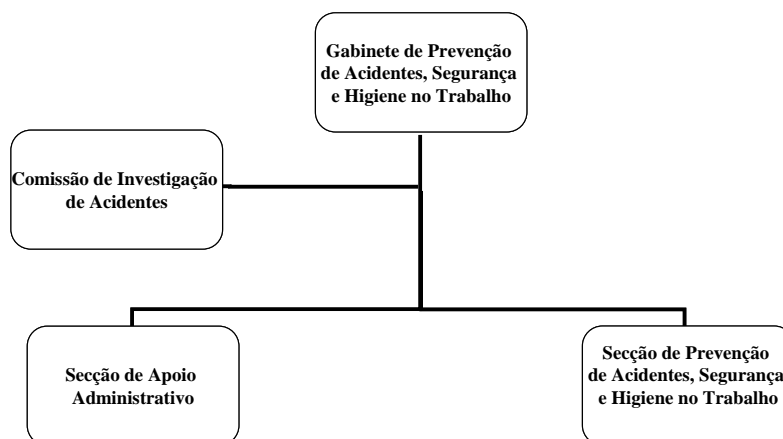 Gabinete de Prevenção
de Acidentes, Segurança
e Higiene no Trabalho
Comissão de Investigação
de Acidentes
Secção de Apoio
Administrativo
Secção de Prevenção
de Acidentes, Segurança
e Higiene no Trabalho